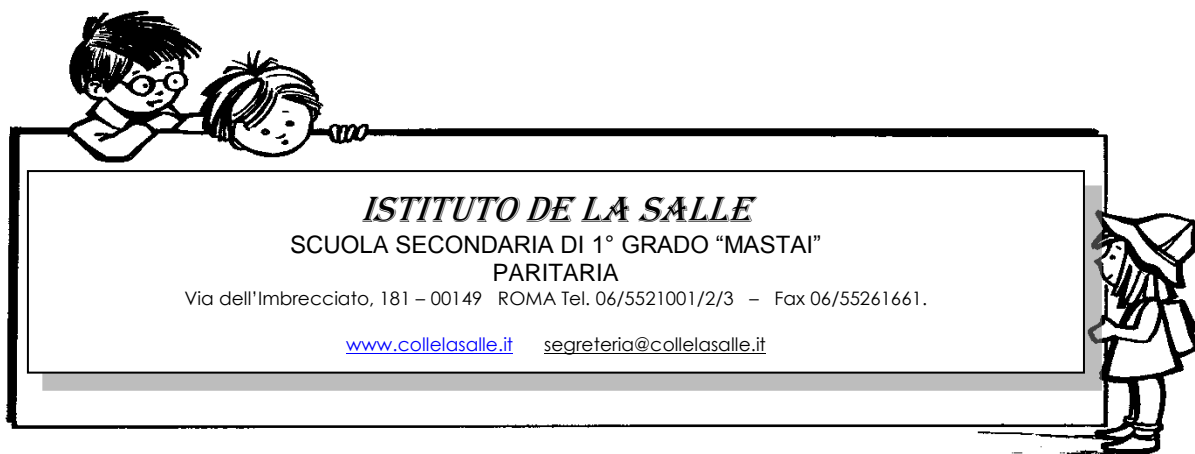 ISTITUTO DE LA SALLE
SCUOLA SECONDARIA DI 1° GRADO “MASTAI”
PARITARIA
Via dell’Imbrecciato, 181 – 00149 ROMA Tel. 06/5521001/2/3 – Fax 06/55261661.
www.collelasalle.it segreteria@collelasalle.it